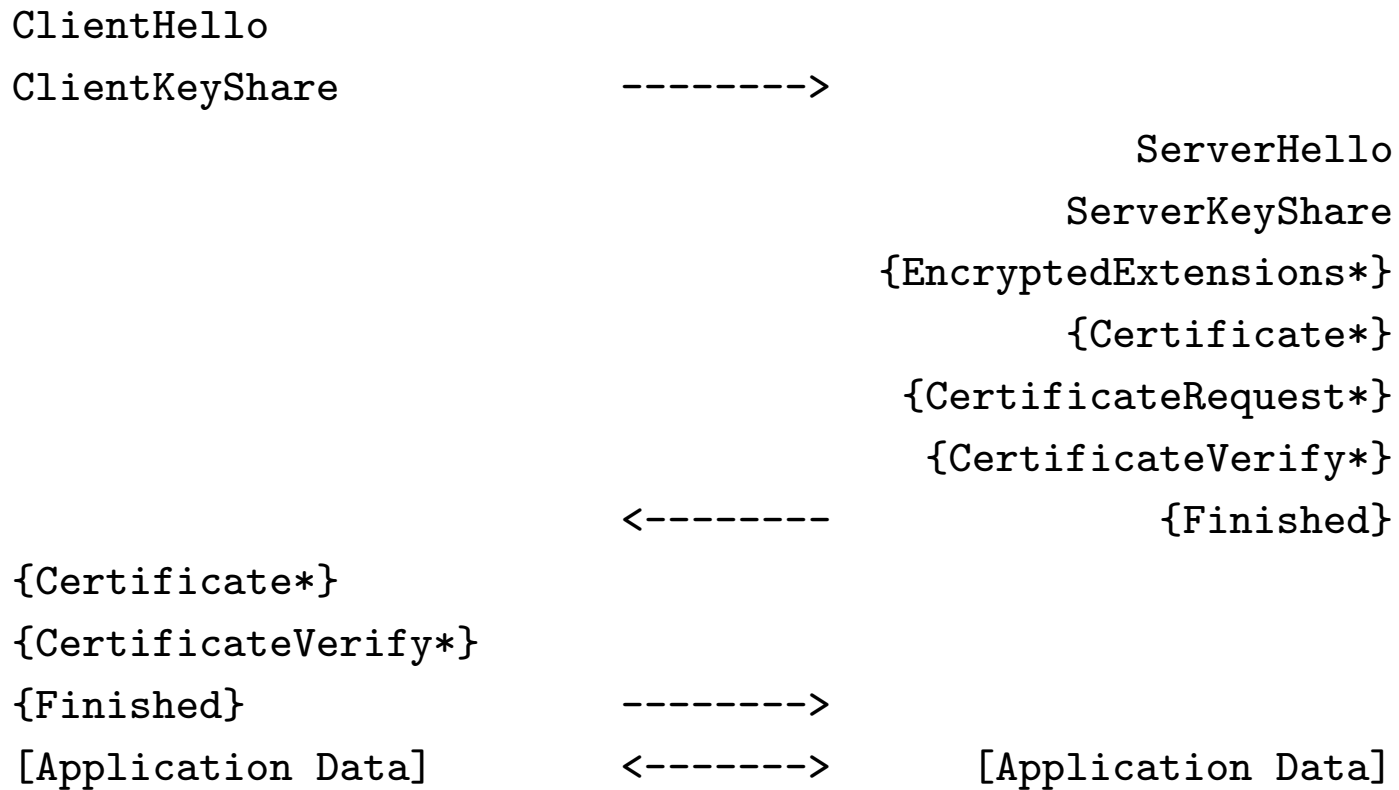 ClientHello
ClientKeyShare -------->
ServerHello
ServerKeyShare
{EncryptedExtensions*}
{Certificate*}
{CertificateRequest*}
{CertificateVerify*}
<-------- {Finished}
{Certificate*}
{CertificateVerify*}
{Finished} -------->
[Application Data] <-------> [Application Data]